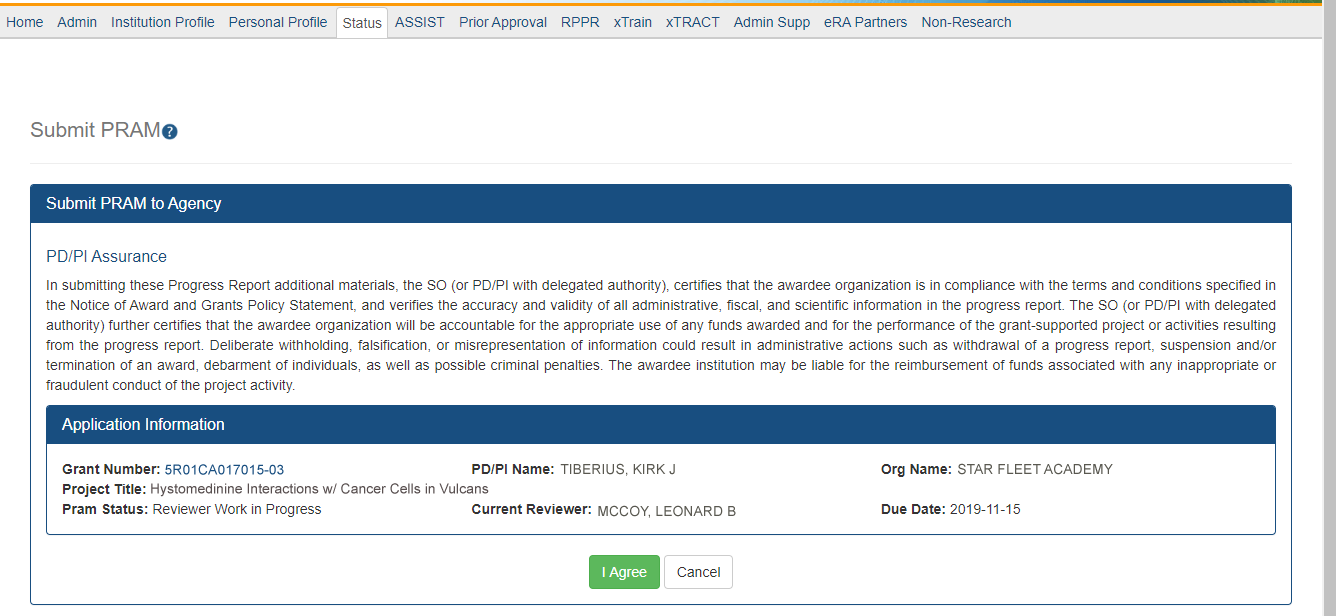 Home Admin Institution Profile Personal Profile Status ASSIST Prior Approval RPPR xTrain xTRACT Admin Supp eRA Partners Non-Research
Submit PRAM?
Submit PRAM to Agency
PD/PI Assurance
In submitting these Progress Report additional materials, the SO (or PD/PI with delegated authority), certifies that the awardee organization is in compliance with the terms and conditions specified in
the Notice of Award and Grants Policy Statement, and verifies the accuracy and validity of all administrative, fiscal, and scientific information in the progress report. The SO (or PD/PI with delegated
authority) further certifies that the awardee organization will be accountable for the appropriate use of any funds awarded and for the performance of the grant-supported project or activities resulting
from the progress report. Deliberate withholding, falsification, or misrepresentation of information could result in administrative actions such as withdrawal of a progress report, suspension and/or
termination of an award, debarment of individuals, as well as possible criminal penalties. The awardee institution may be liable for the reimbursement of funds associated with any inappropriate or
fraudulent conduct of the project activity.
Application Information
Grant Number: 5R01CA017015-03 PD/PI Name: TIBERIUS, KIRK J Org Name: STAR FLEET ACADEMY
Project Title: Hystomedinine Interactions w/ Cancer Cells in Vulcans
Pram Status: Reviewer Work in Progress Current Reviewer: MCCOY, LEONARD B Due Date: 2019-11-15
I Agree Cancel